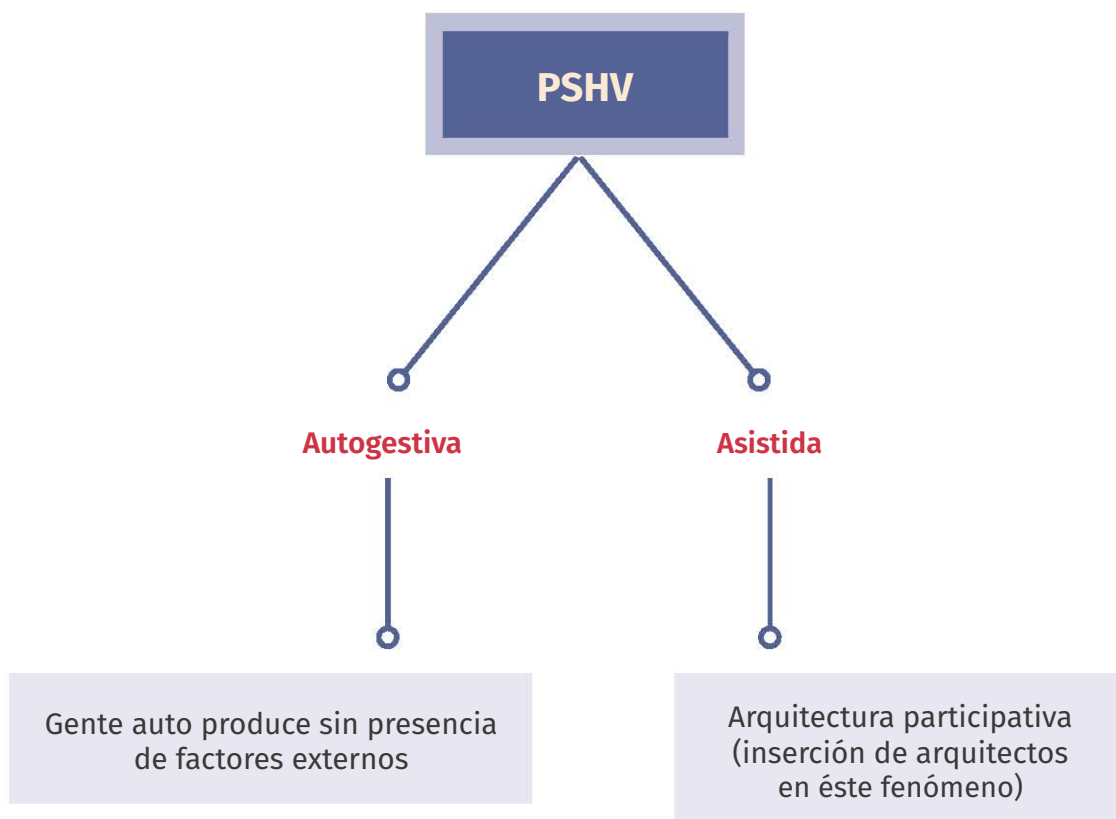 PSHV
Autogestiva
Asistida
Gente auto produce sin presencia
de factores externos
Arquitectura participativa
(inserción de arquitectos
en éste fenómeno)